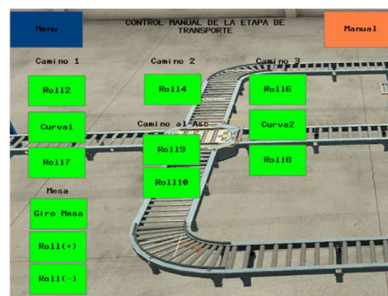 Menu
CONTROL MANUAL DE LA ETAPA DE
TRANSPORTE
Manual
Camino 1
Camino 2
Camino 3
Roll2
Roll4
Roll6
Curva1
Camino al Asc
Curva2
Roll7
Roll9
Roll8
Roll10
Mesa
Giro Mesa
Roll(+)
Roll(-)